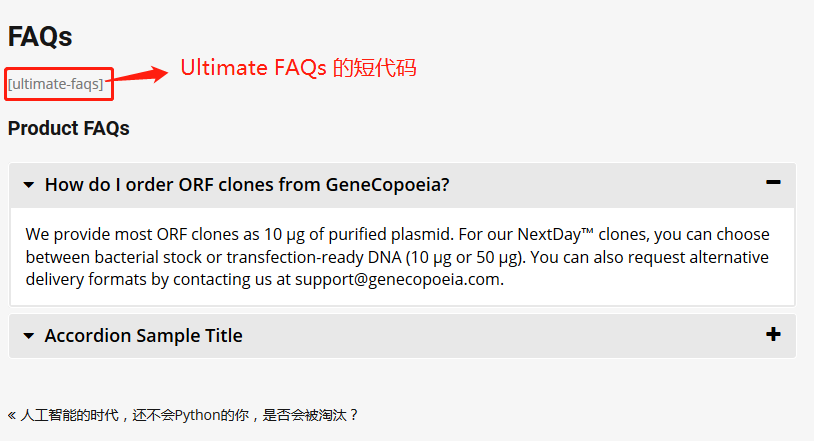 FAQs
[ultimate-faqs]
Ultimate FAQs 的短代码
Product FAQs
How do I order ORF clones from GeneCopoeia?
We provide most ORF clones as 10 µg of purified plasmid. For our NextDay™ clones, you can choose
between bacterial stock or transfection-ready DNA (10 µg or 50 µg). You can also request alternative
delivery formats by contacting us at support@genecopoeia.com.
Accordion Sample Title
« 人工智能的时代，还不会Python的你，是否会被淘汰？